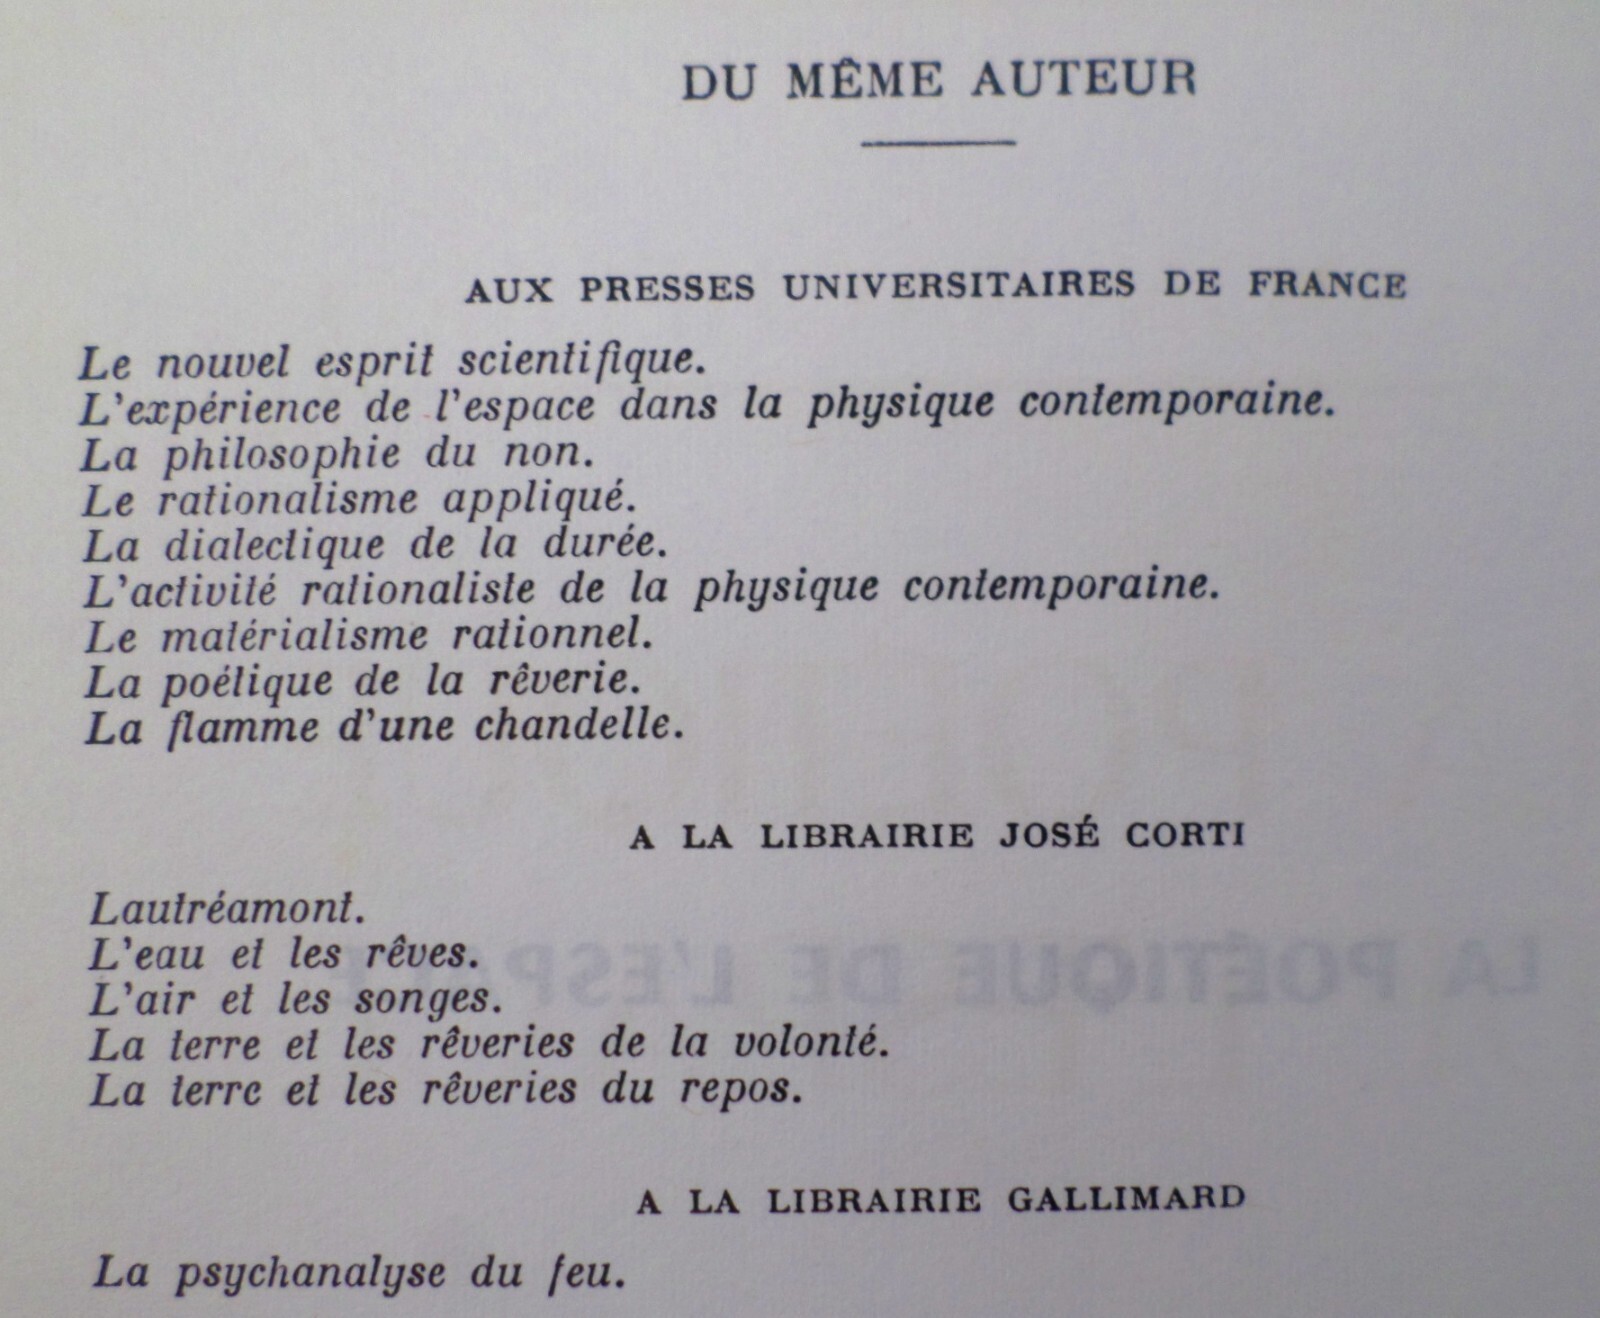 DU MÊME AUTEUR
AUX PRESSES UNIVERSITAIRES DE FRANCE
Le nouvel esprit scientifique.
L'expérience de l'espace dans la physique contemporaine.
La philosophie du non.
Le rationalisme appliqué.
La dialectique de la durée.
L'activité rationaliste de la physique contemporaine.
Le matérialisme rationnel.
La poétique de la rêverie.
La flamme d'une chandelle.
A LA LIBRAIRIE JOSÉ CORTI
Lautréamont.
L'eau et les rêves.
LA POÉTIQUE DE L'ESPACE
L'air et les songes.
La terre et les rêveries de la volonté.
La terre et les rêveries du repos.
A LA LIBRAIRIE GALLIMARD
La psychanalyse du feu.